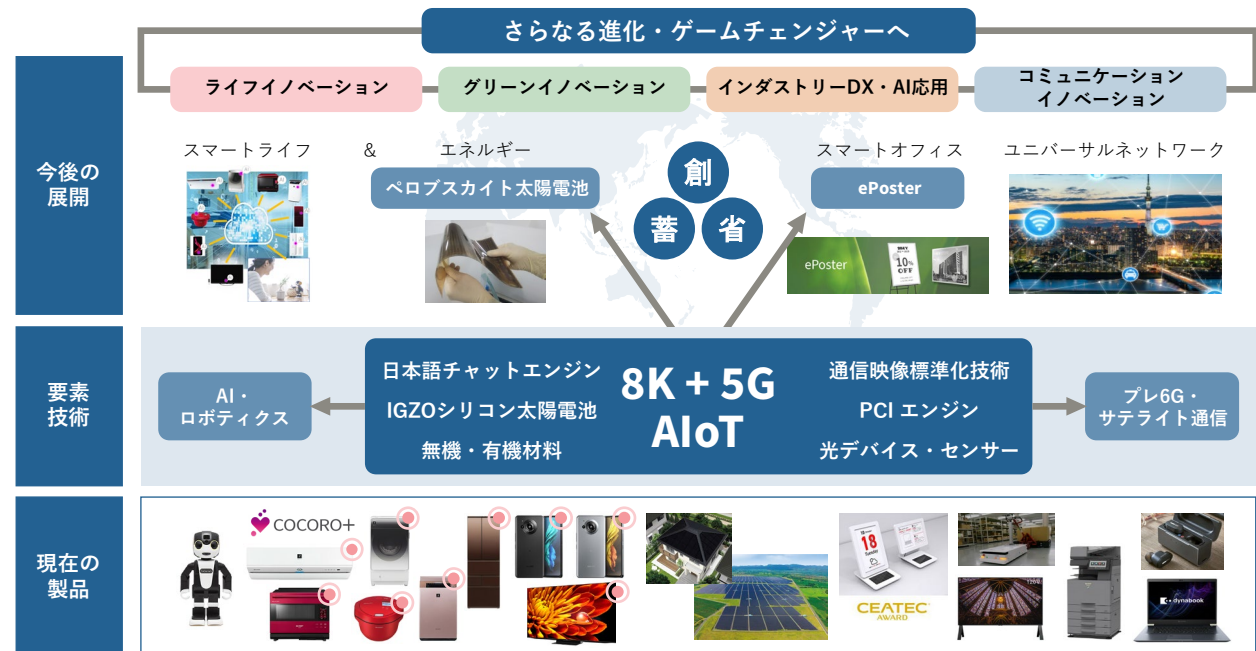 さらなる進化・ゲームチェンジャーへ
ライフイノベーション
グリーンイノベーション
インダストリーDX・AI応用
コミュニケーション
イノベーション
今後の
展開
スマートライフ
&
エネルギー
スマートオフィス
ユニバーサルネットワーク
ペロブスカイト太陽電池
ePoster
創
蓄
省
ePoster
10%
OFF
要素
技術
AI・
ロボティクス
日本語チャットエンジン
IGZOシリコン太陽電池
無機・有機材料
8K + 5G
AIoT
通信映像標準化技術
PCI エンジン
光デバイス・センサー
プレ6G・
サテライト通信
現在の
製品
COCORO+
18
Tuesday
CEATEC
AWARD
120
dynabook